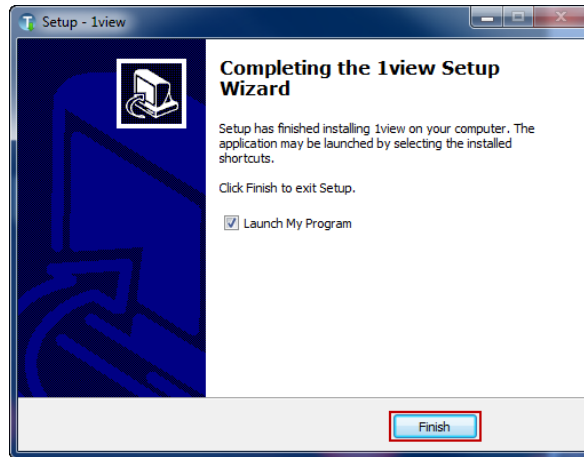 Setup - 1view
Completing the 1view Setup
Wizard
Setup has finished installing 1view on your computer. The
application may be launched by selecting the installed
shortcuts.
Click Finish to exit Setup.
Launch My Program
Finish